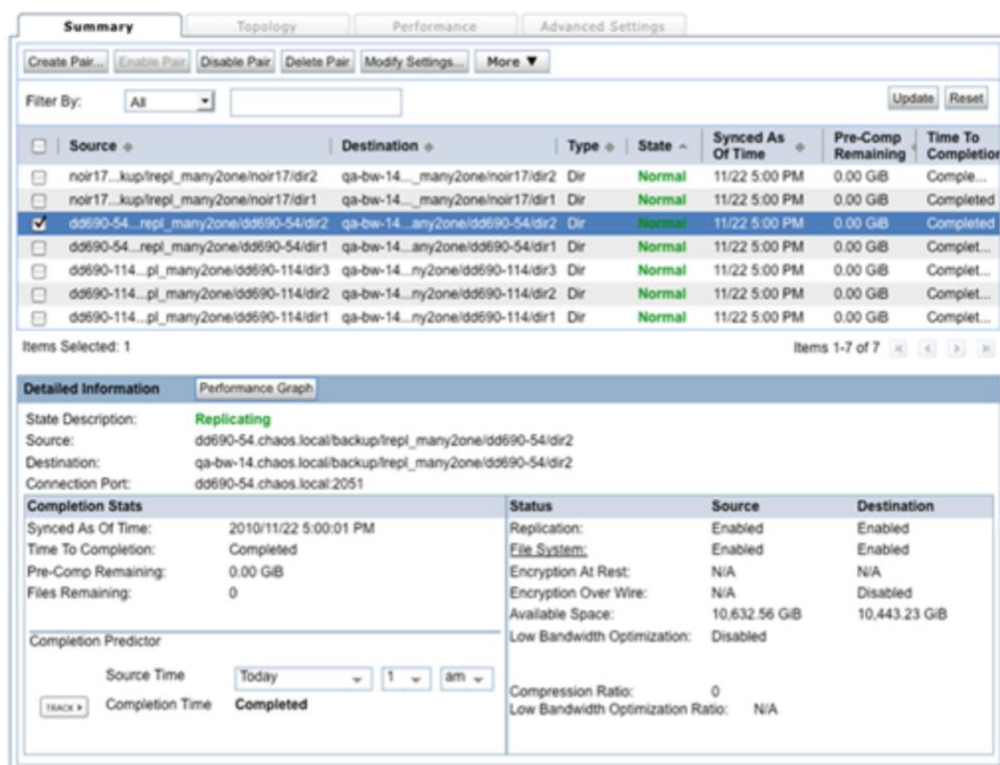 Summary Topology Performance Advanced Settings
Create Pair... Enable Pair Disable Pair Delete Pair Modify Settings... More ▼
Filter By: All Update Reset
Source Destination Type State Synced As Of Time Pre-Comp Remaining Time To Completion
noir17...kup/lrepl_many2one/noir17/dir2 qa-bw-14..._many2one/noir17/dir2 Dir Normal 11/22 5:00 PM 0.00 GiB Comple...
noir17...kup/lrepl_many2one/noir17/dir1 qa-bw-14..._many2one/noir17/dir1 Dir Normal 11/22 5:00 PM 0.00 GiB Completed
dd690-54...repl_many2one/dd690-54/dir2 qa-bw-14...any2one/dd690-54/dir2 Dir Normal 11/22 5:00 PM 0.00 GiB Completed
dd690-54...repl_many2one/dd690-54/dir1 qa-bw-14...any2one/dd690-54/dir1 Dir Normal 11/22 5:00 PM 0.00 GiB Complet...
dd690-114...pl_many2one/dd690-114/dir3 qa-bw-14...ny2one/dd690-114/dir3 Dir Normal 11/22 5:00 PM 0.00 GiB Complet...
dd690-114...pl_many2one/dd690-114/dir2 qa-bw-14...ny2one/dd690-114/dir2 Dir Normal 11/22 5:00 PM 0.00 GiB Complet...
dd690-114...pl_many2one/dd690-114/dir1 qa-bw-14...ny2one/dd690-114/dir1 Dir Normal 11/22 5:00 PM 0.00 GiB Complet...
Items Selected: 1 Items 1-7 of 7
Detailed Information Performance Graph
State Description: Replicating
Source: dd690-54.chaos.local/backup/lrepl_many2one/dd690-54/dir2
Destination: qa-bw-14.chaos.local/backup/lrepl_many2one/dd690-54/dir2
Connection Port: dd690-54.chaos.local:2051
Completion Stats
Synced As Of Time: 2010/11/22 5:00:01 PM
Time To Completion: Completed
Pre-Comp Remaining: 0.00 GiB
Files Remaining: 0
Completion Predictor
Source Time Today 1 am
TRACK Completion Time Completed
Status Source Destination
Replication: Enabled Enabled
File System: Enabled Enabled
Encryption At Rest: N/A N/A
Encryption Over Wire: N/A Disabled
Available Space: 10,632.56 GiB 10,443.23 GiB
Low Bandwidth Optimization: Disabled
Compression Ratio: 0
Low Bandwidth Optimization Ratio: N/A